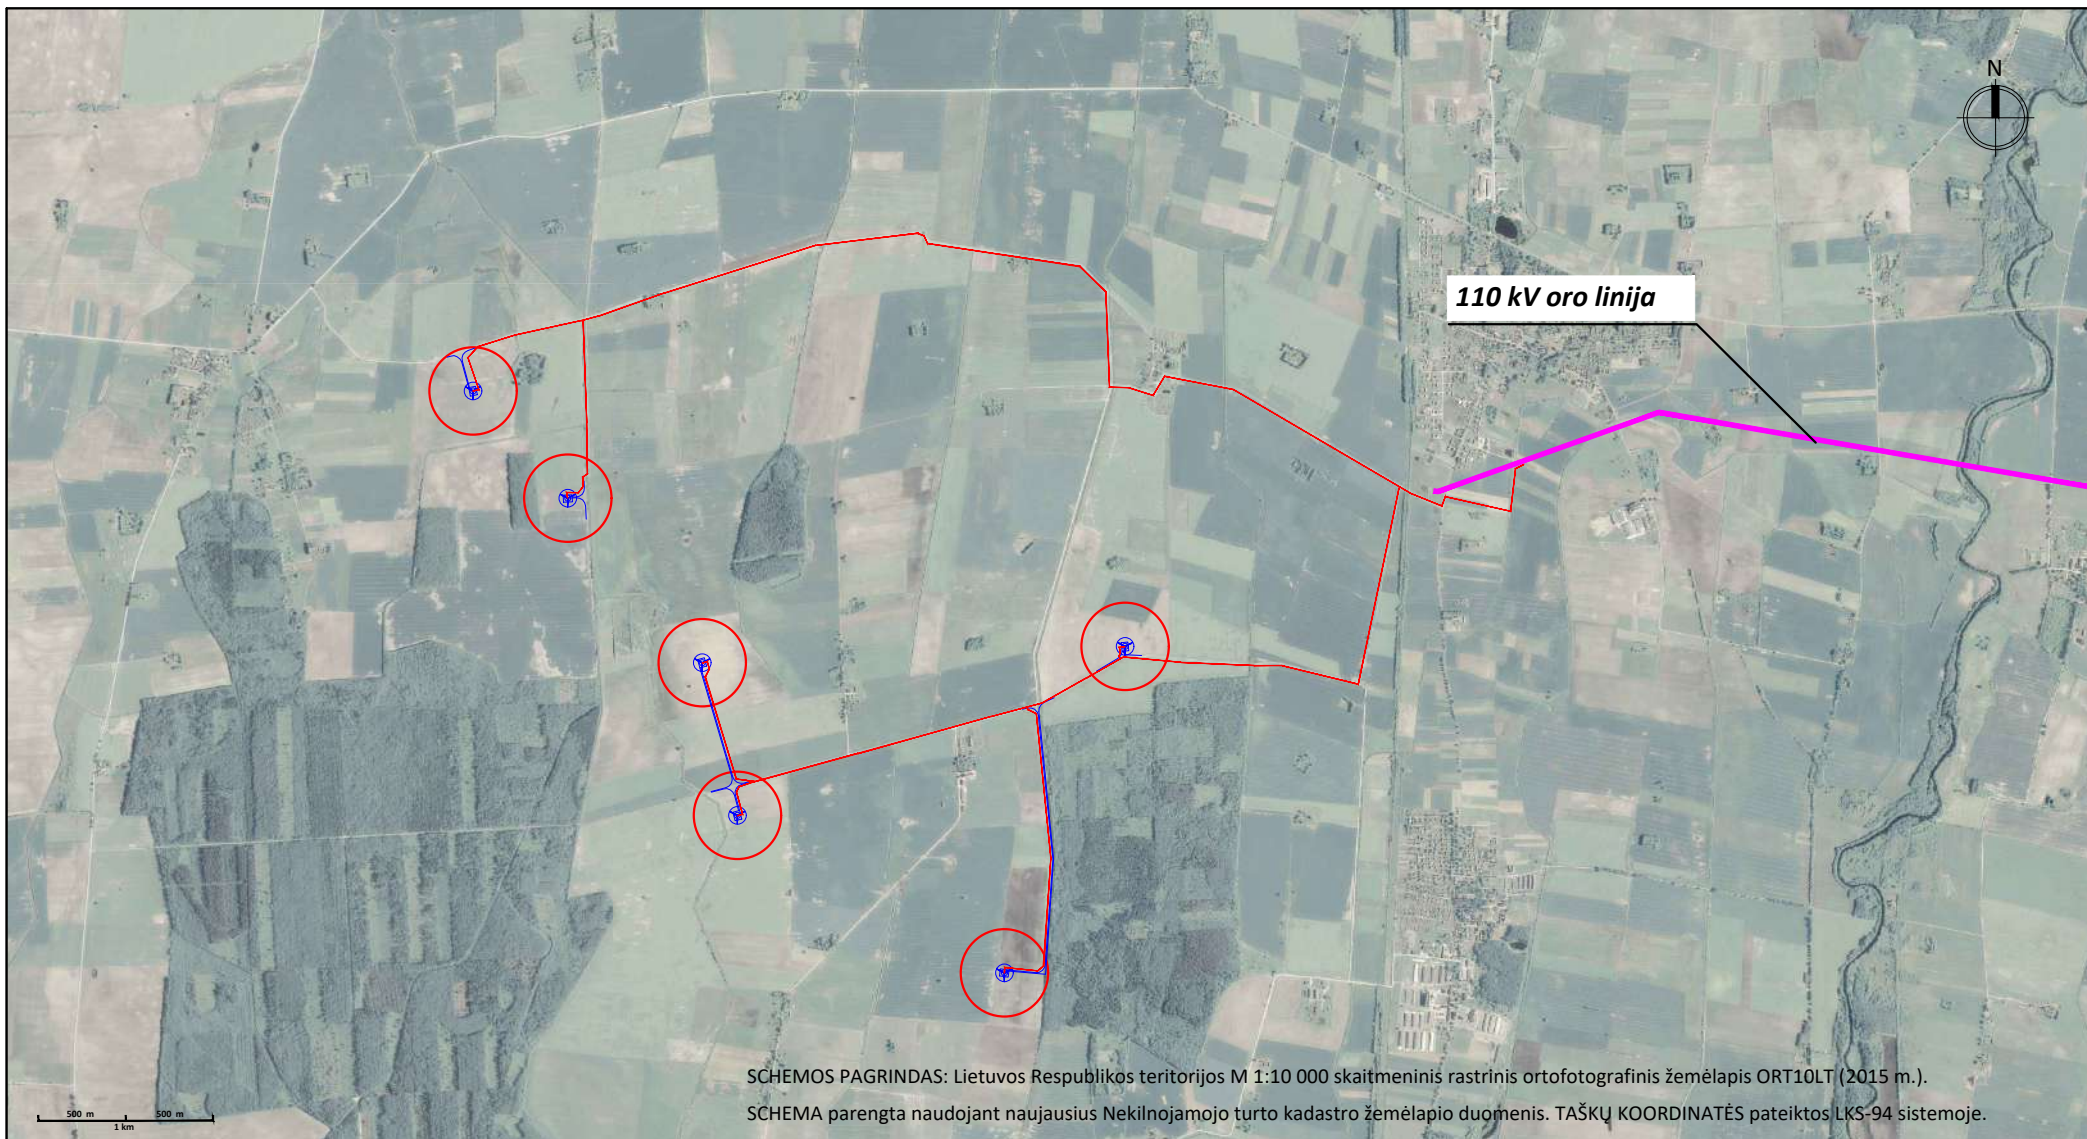 N
110 kV oro linija
SCHEMOS PAGRINDAS: Lietuvos Respublikos teritorijos M 1:10 000 skaitmeninis rastrinis ortofotografinis žemėlapis ORT10LT (2015 m.).
SCHEMA parengta naudojant naujausius Nekilnojamojo turto kadastro žemėlapio duomenis. TAŠKŲ KOORDINATĖS pateiktos LKS-94 sistemoje.
500 m 500 m
1 km